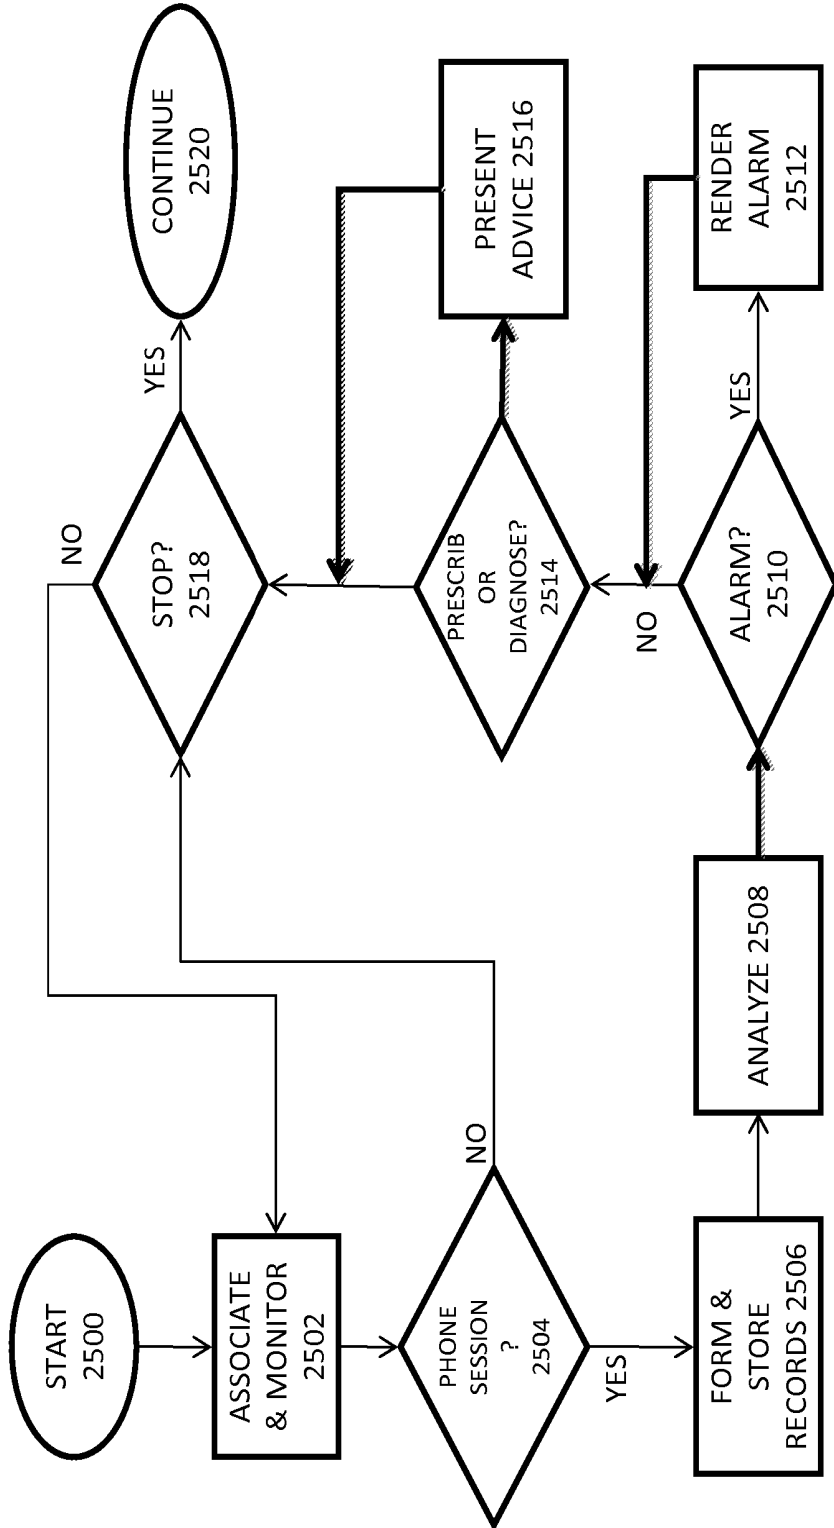 START
2500
ASSOCIATE
& MONITOR
2502
PHONE
SESSION
?
2504
NO
YES
FORM &
STORE
RECORDS 2506
ANALYZE 2508
ALARM?
2510
YES
NO
RENDER
ALARM
2512
PRESCRIB
OR
DIAGNOSE?
2514
PRESENT
ADVICE 2516
STOP?
2518
NO
YES
CONTINUE
2520